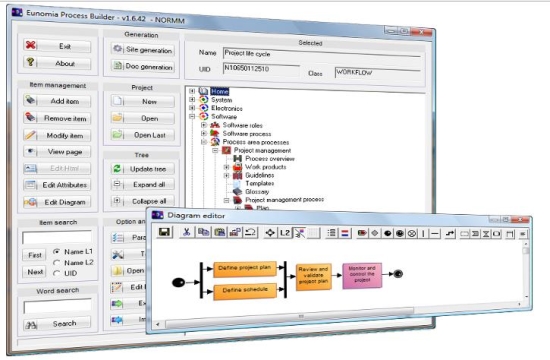 Eunomia Process Builder - v1.6.42 - NORMM
Exit
About
Generation
Site generation
Doc generation
Selected
Name
Project life cycle
UID
N10650112510
Class
WORKFLOW
Item management
Add item
Remove item
Modify item
View page
Edit Html
Edit Attributes
Edit Diagram
Project
New
Open
Open Last
Tree
Update tree
Expand all
Collapse all
Home
System
Electronics
Software
Software roles
Software process
Process area processes
Project management
Process overview
Work products
Guidelines
Templates
Glossary
Project management process
Plan
Item search
First
Next
Name L1
Name L2
UID
Word search
Search
Option an
Para
Open
Edit
Ex
Diagram editor
L2
Define project plan
Define schedule
Review and
validate
project plan
Monitor and
control the
project